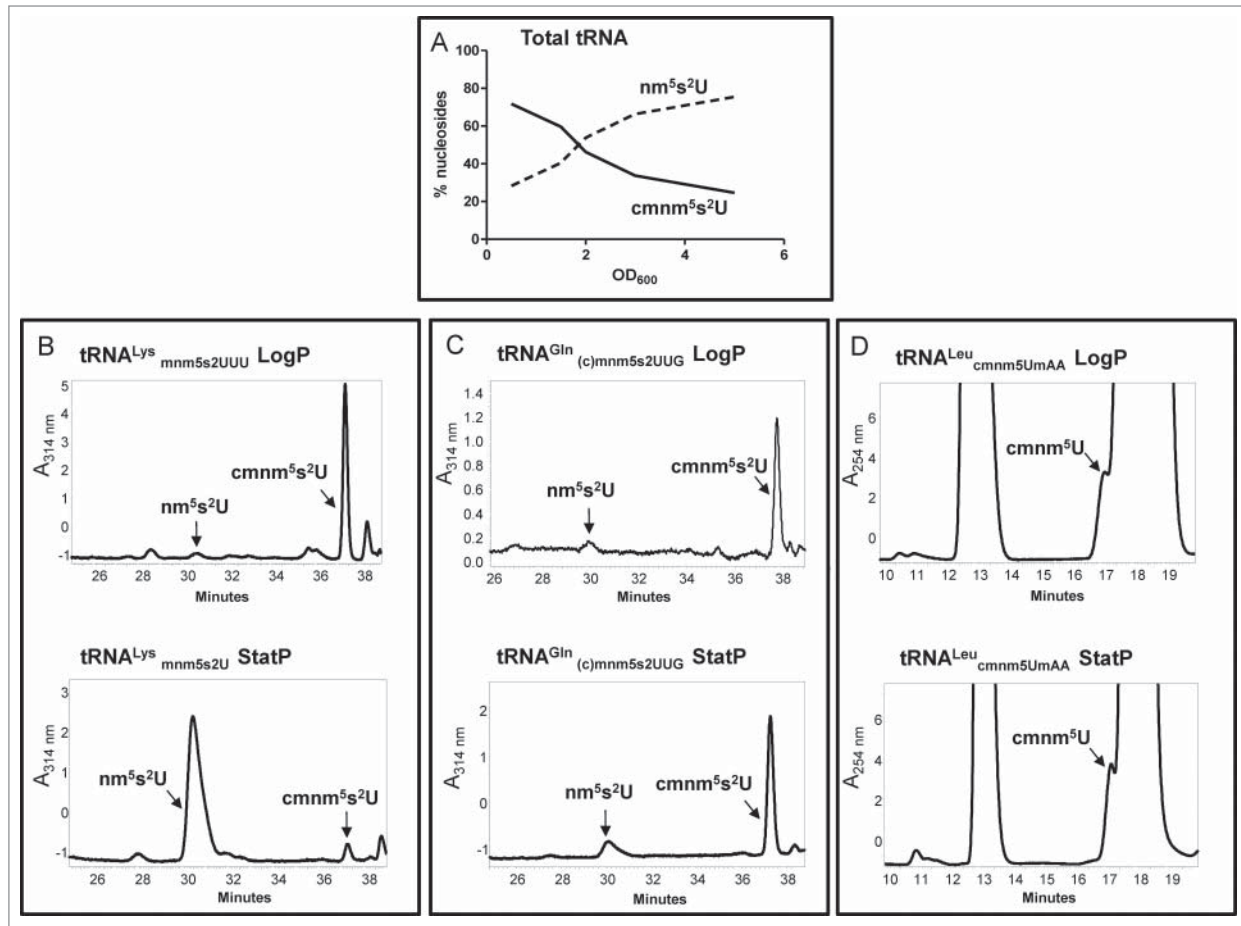 A Total tRNA
100
80
60
40
20
0
% nucleosides
nm⁵s²U
cmnm⁵s²U
0 2 4 6
OD₆₀₀
B tRNAᴸʸˢ mnm5s2UUU LogP
5
4
3
2
1
0
-1
A₃₁₄ nm
cmnm⁵s²U
nm⁵s²U
26 28 30 32 34 36 38
Minutes
tRNAᴸʸˢ mnm5s2U StatP
3
2
1
0
-1
A₃₁₄ nm
nm⁵s²U
cmnm⁵s²U
26 28 30 32 34 36 38
Minutes
C tRNAᴳˡⁿ (c)mnm5s2UUG LogP
1.4
1.2
1.0
0.8
0.6
0.4
0.2
0.0
A₃₁₄ nm
cmnm⁵s²U
nm⁵s²U
26 28 30 32 34 36 38
Minutes
tRNAᴳˡⁿ (c)mnm5s2UUG StatP
2
1
0
-1
A₃₁₄ nm
nm⁵s²U
cmnm⁵s²U
26 28 30 32 34 36 38
Minutes
D tRNAᴸᵉᵘ cmnm5UmAA LogP
6
4
2
0
A₂₅₄ nm
cmnm⁵U
10 11 12 13 14 15 16 17 18 19
Minutes
tRNAᴸᵉᵘ cmnm5UmAA StatP
6
4
2
0
A₂₅₄ nm
cmnm⁵U
10 11 12 13 14 15 16 17 18 19
Minutes